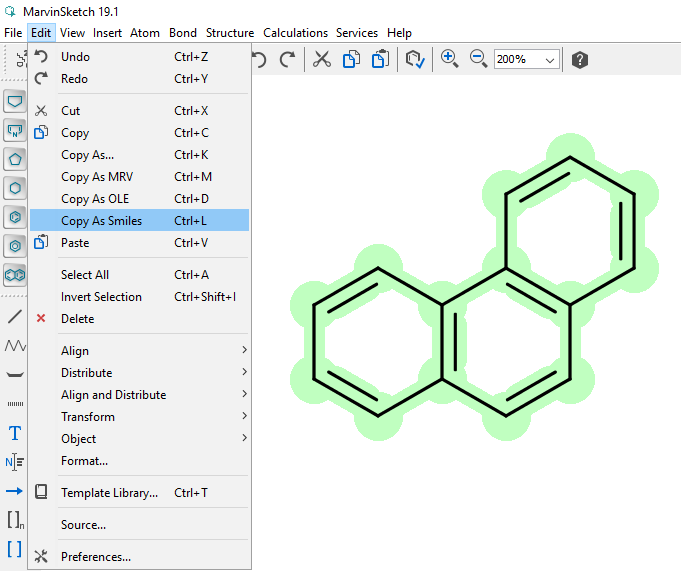 MarvinSketch 19.1
File Edit View Insert Atom Bond Structure Calculations Services Help
Undo Ctrl+Z
Redo Ctrl+Y
200%
?
Cut Ctrl+X
Copy Ctrl+C
Copy As... Ctrl+K
Copy As MRV Ctrl+M
Copy As OLE Ctrl+D
Copy As Smiles Ctrl+L
Paste Ctrl+V
Select All Ctrl+A
Invert Selection Ctrl+Shift+I
Delete
Align
Distribute
Align and Distribute
Transform
Object
Format...
Template Library... Ctrl+T
Source...
Preferences...
N
T
N
[ ]n
[ ]